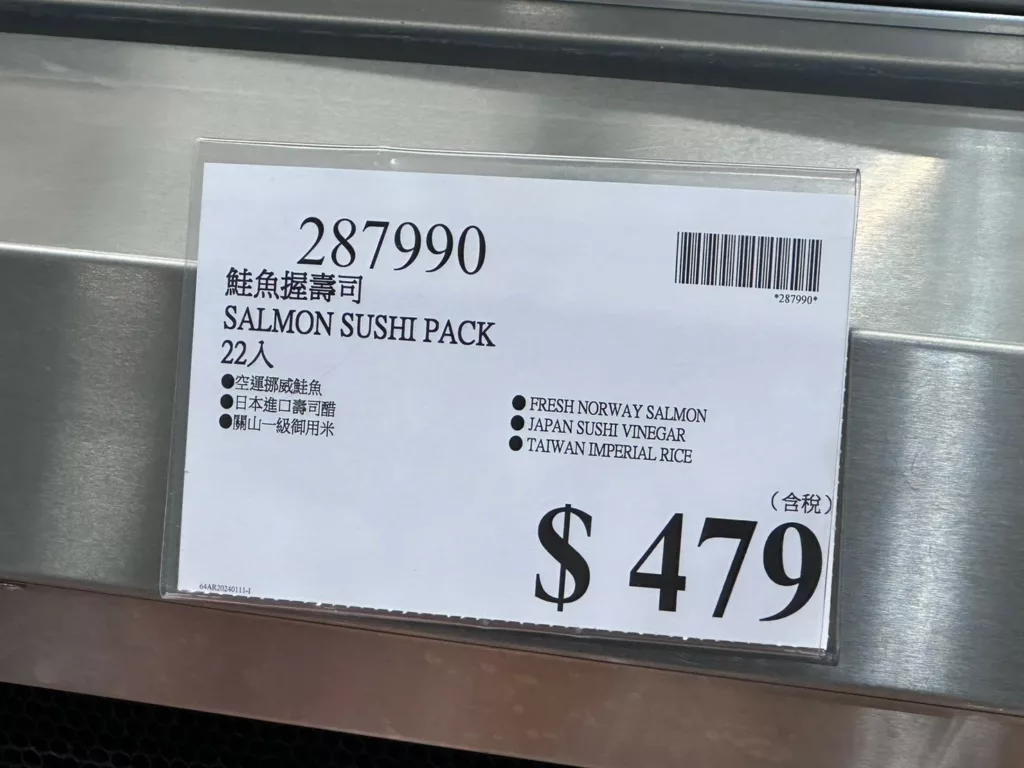 287990
*287990*
鮭魚握壽司
SALMON SUSHI PACK
22入
●空運挪威鮭魚
●日本進口壽司醋
●關山一級御用米
● FRESH NORWAY SALMON
● JAPAN SUSHI VINEGAR
● TAIWAN IMPERIAL RICE
（含稅）
$ 479
64AR20240111-1